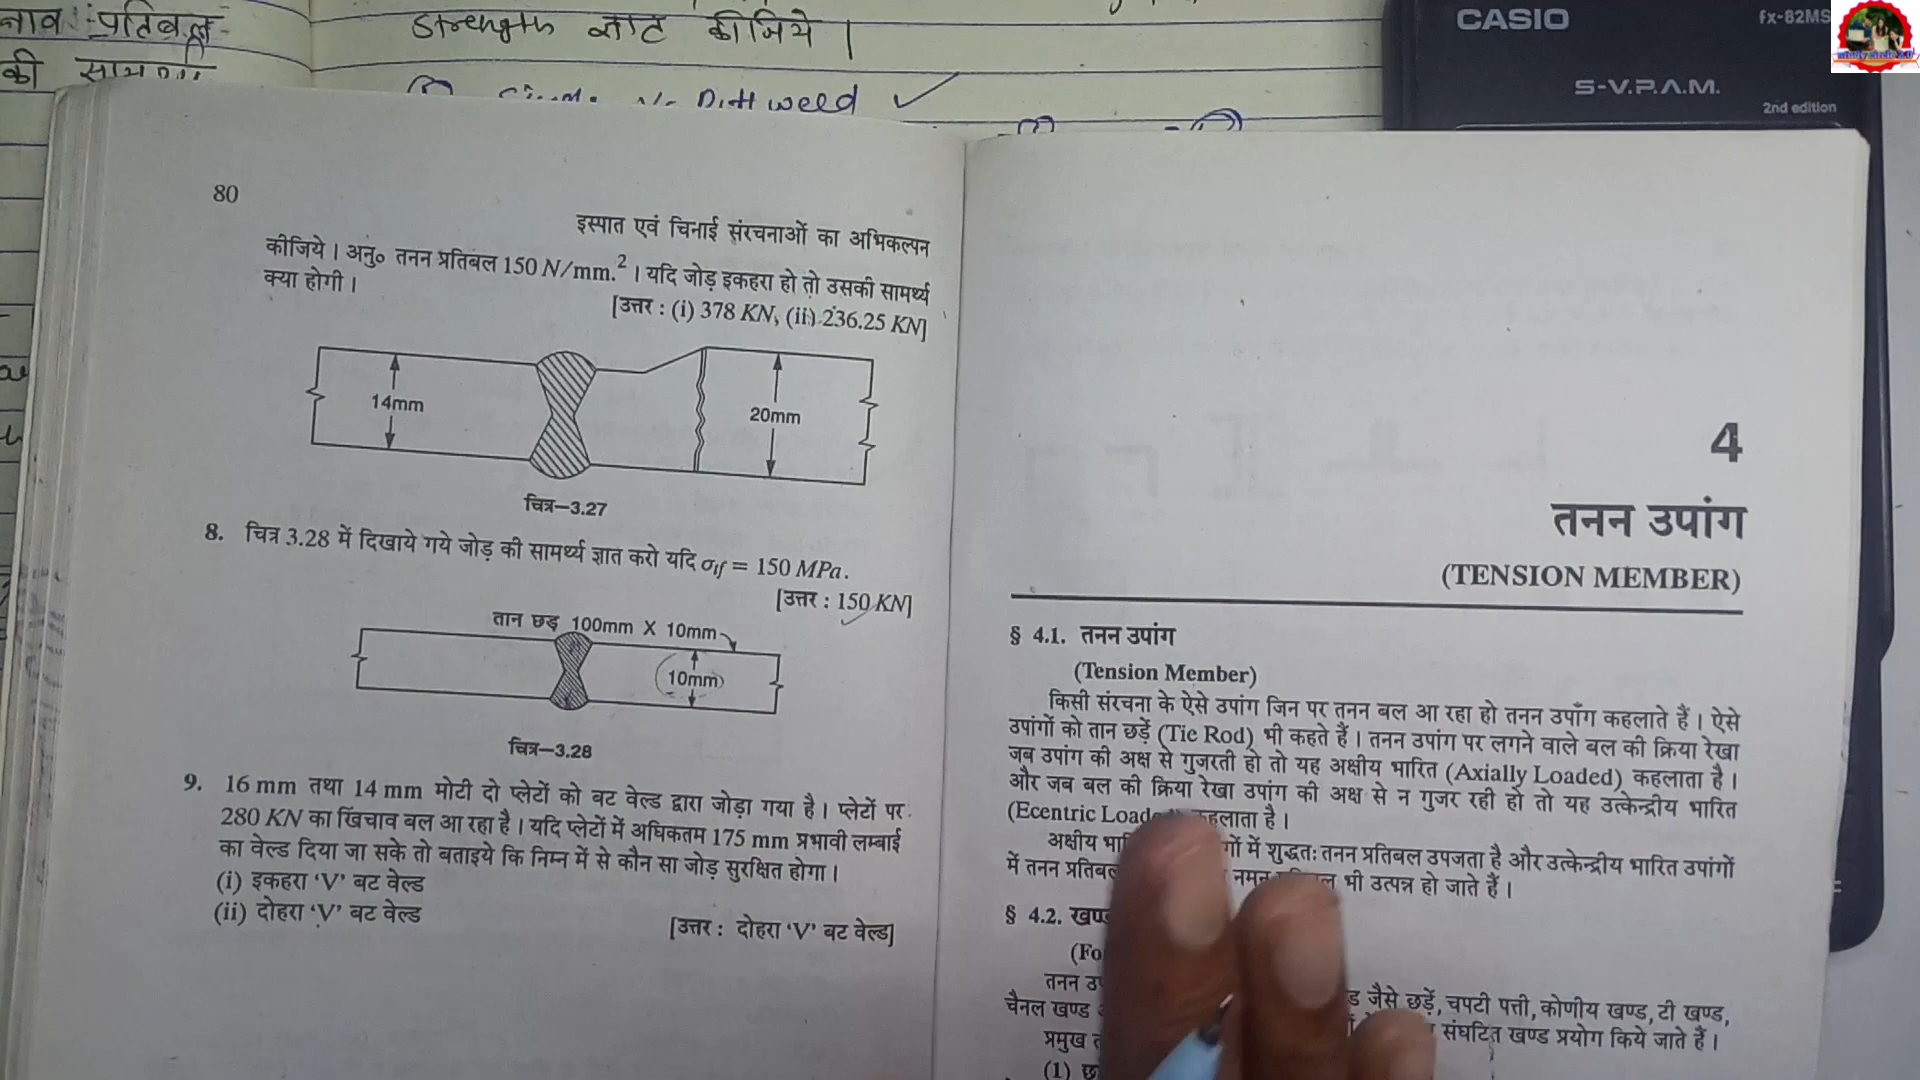 नाव प्रतिबल
की
Strength ज्ञात कीजिये ।
Butt weld ✓
CASIO
fx-82MS
S-V.P.A.M.
2nd edition
80
इस्पात एवं चिनाई संरचनाओं का अभिकल्पन
कीजिये । अनु० तनन प्रतिबल 150 N/mm.² । यदि जोड़ इकहरा हो तो उसकी सामर्थ्य
क्या होगी ।
[उत्तर : (i) 378 KN, (ii) 236.25 KN]
14mm
20mm
चित्र–3.27
8. चित्र 3.28 में दिखाये गये जोड़ की सामर्थ्य ज्ञात करो यदि σtf = 150 MPa.
[उत्तर : 150 KN]
तान छड़ 100mm X 10mm
10mm
चित्र–3.28
9. 16 mm तथा 14 mm मोटी दो प्लेटों को बट वेल्ड द्वारा जोड़ा गया है । प्लेटों पर
280 KN का खिंचाव बल आ रहा है । यदि प्लेटों में अधिकतम 175 mm प्रभावी लम्बाई
का वेल्ड दिया जा सके तो बताइये कि निम्न में से कौन सा जोड़ सुरक्षित होगा ।
(i) इकहरा ‘V’ बट वेल्ड
(ii) दोहरा ‘V’ बट वेल्ड
[उत्तर : दोहरा ‘V’ बट वेल्ड]
4
तनन उपांग
(TENSION MEMBER)
§ 4.1. तनन उपांग
(Tension Member)
किसी संरचना के ऐसे उपांग जिन पर तनन बल आ रहा हो तनन उपाँग कहलाते हैं । ऐसे
उपांगों को तान छड़ें (Tie Rod) भी कहते हैं । तनन उपांग पर लगने वाले बल की क्रिया रेखा
जब उपांग की अक्ष से गुजरती हो तो यह अक्षीय भारित (Axially Loaded) कहलाता है ।
और जब बल की क्रिया रेखा उपांग की अक्ष से न गुजर रही हो तो यह उत्केन्द्रीय भारित
(Ecentric कहलाता है ।
अक्षीय में शुद्धतः तनन प्रतिबल उपजता है और उत्केन्द्रीय भारित उपांगों
में तनन प्रतिबल नमन भी उत्पन्न हो जाते हैं ।
§ 4.2.
तनन
जैसे छड़ें, चपटी पत्ती, कोणीय खण्ड, टी खण्ड,
चैनल खण्ड संघटित खण्ड प्रयोग किये जाते हैं ।
प्रमुख
(1)